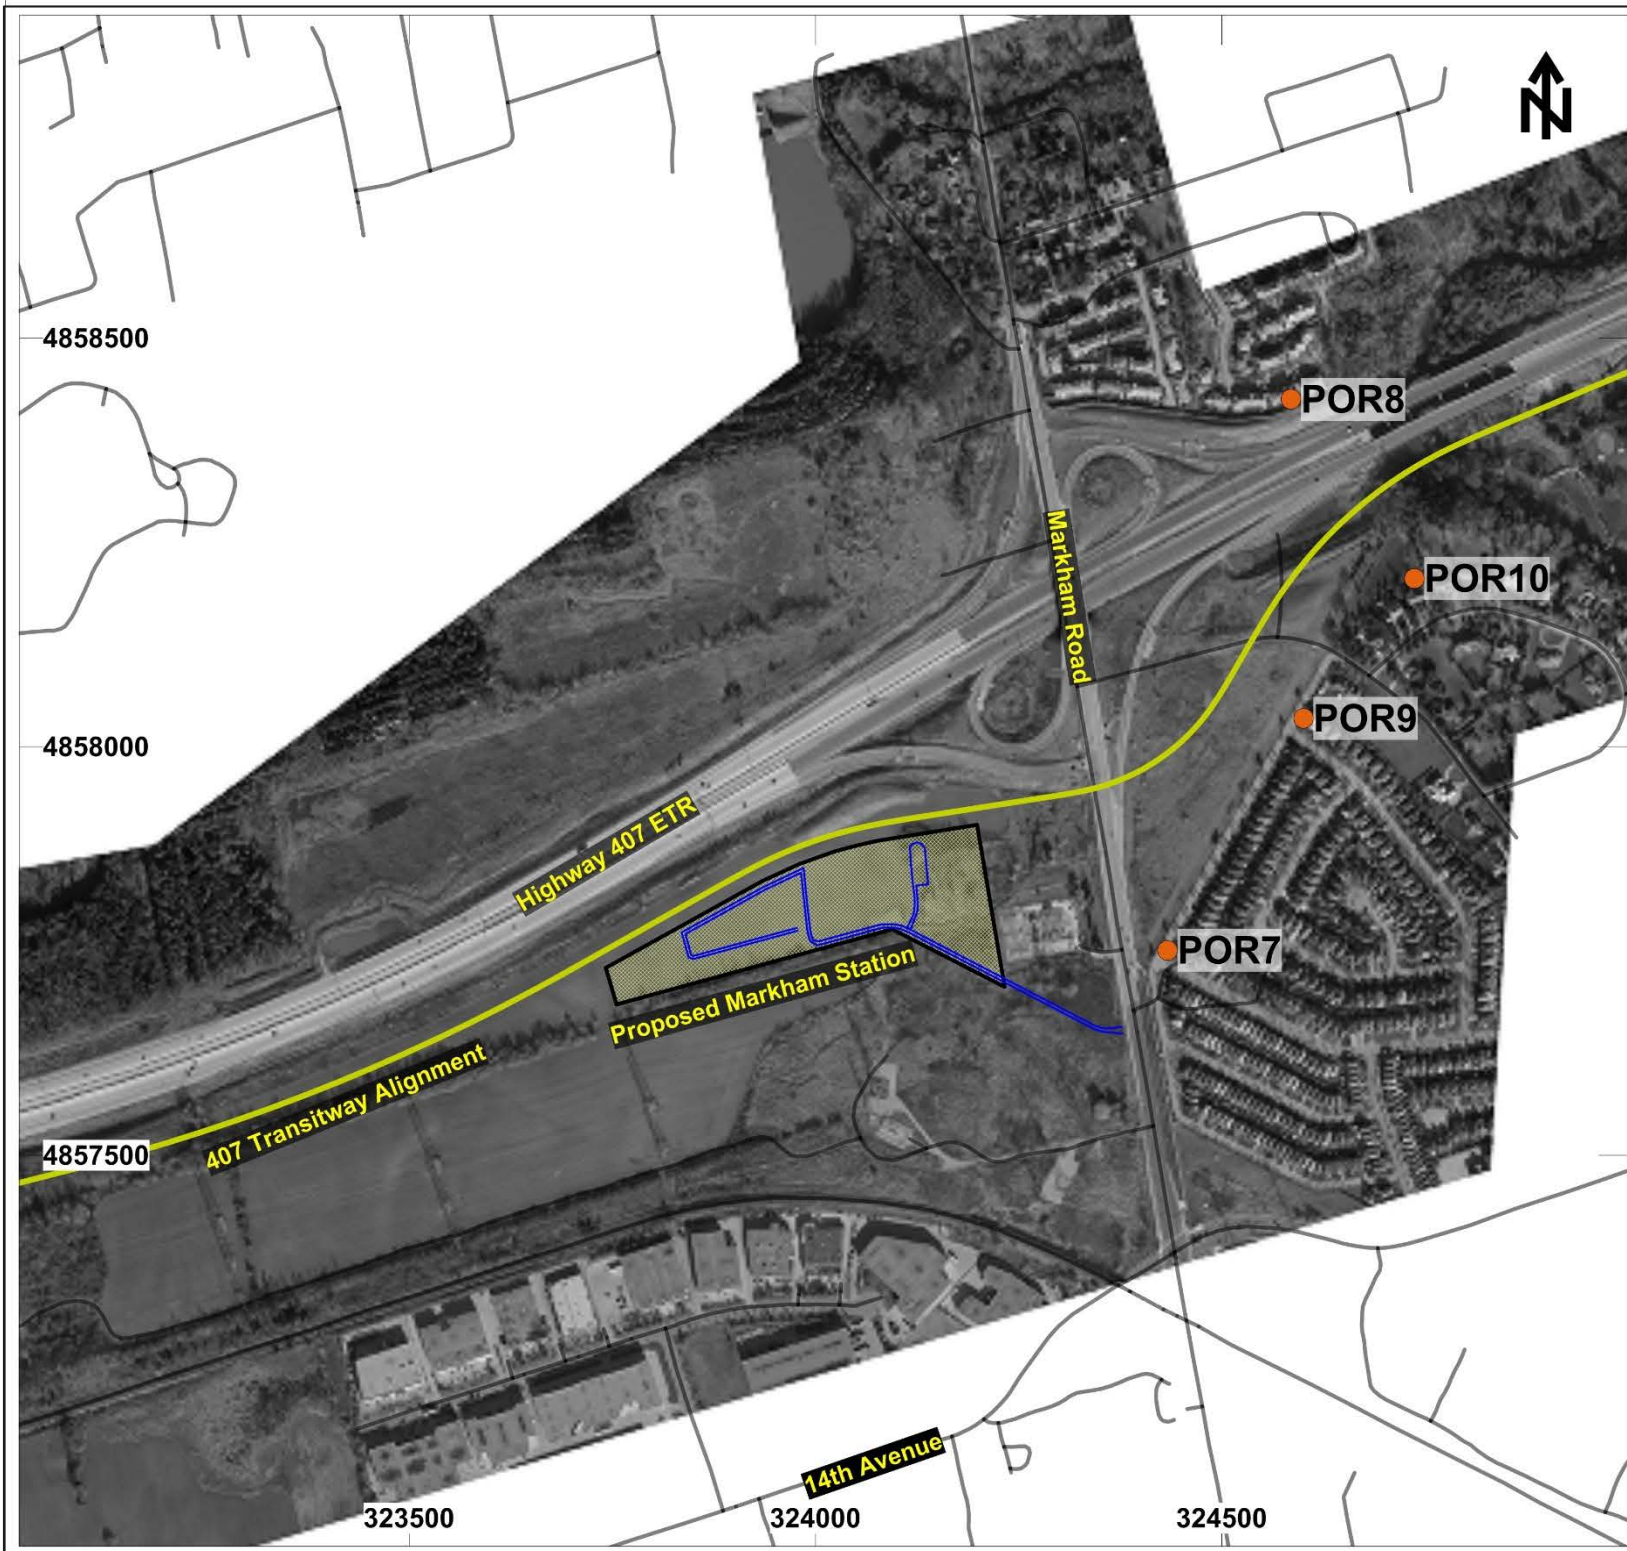 N
4858500
POR8
Markham Road
POR10
POR9
4858000
Highway 407 ETR
POR7
Proposed Markham Station
407 Transitway Alignment
4857500
14th Avenue
323500
324000
324500